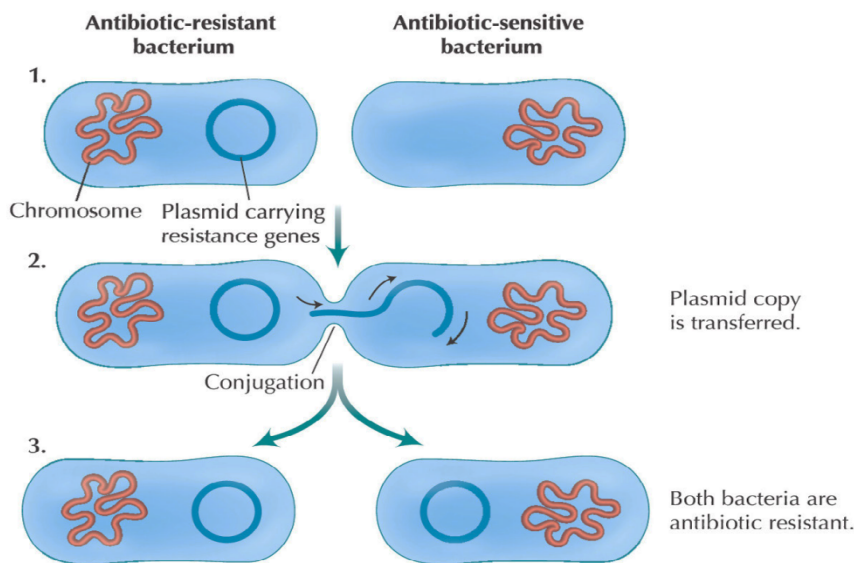 Antibiotic-resistant
bacterium
Antibiotic-sensitive
bacterium
1.
Chromosome
Plasmid carrying
resistance genes
2.
Plasmid copy
is transferred.
Conjugation
3.
Both bacteria are
antibiotic resistant.